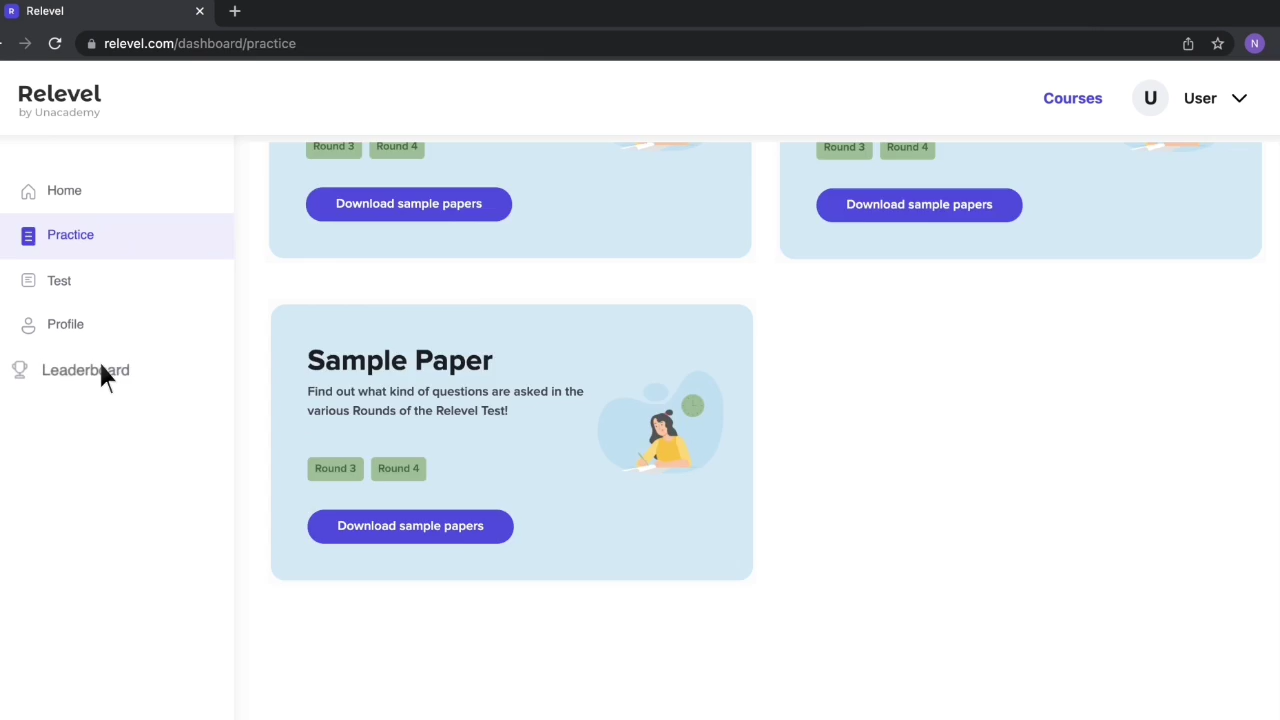 Relevel
relevel.com/dashboard/practice
N
Relevel
by Unacademy
Courses
U
User
Home
Practice
Test
Profile
Leaderboard
Round 3
Round 4
Download sample papers
Round 3
Round 4
Download sample papers
Sample Paper
Find out what kind of questions are asked in the
various Rounds of the Relevel Test!
Round 3
Round 4
Download sample papers